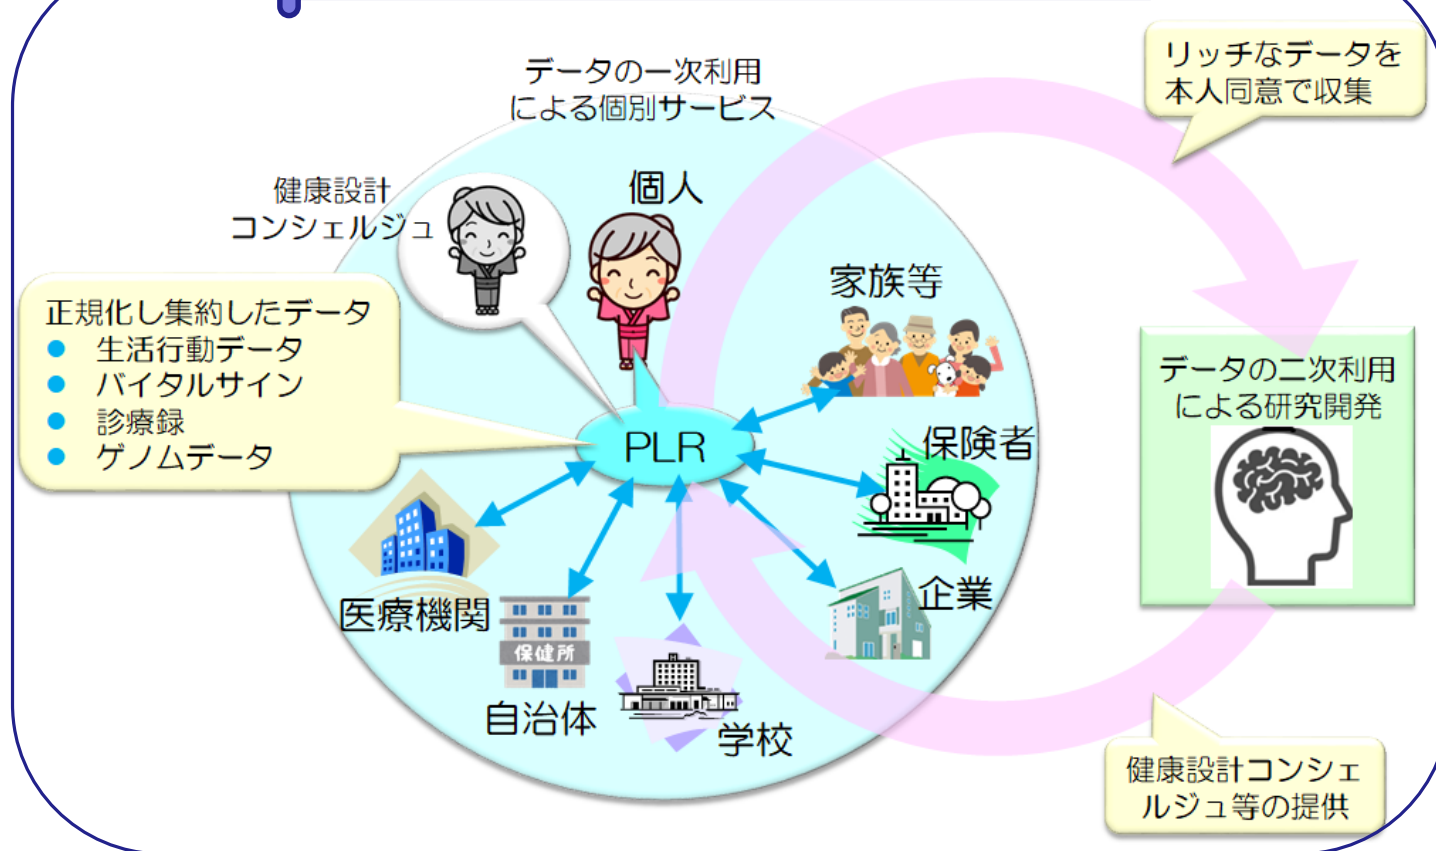 データの一次利用
による個別サービス
リッチなデータを
本人同意で収集
健康設計
コンシェルジュ
個人
家族等
正規化し集約したデータ
● 生活行動データ
● バイタルサイン
● 診療録
● ゲノムデータ
PLR
保険者
データの二次利用
による研究開発
医療機関
企業
保健所
自治体
学校
健康設計コンシェ
ルジュ等の提供